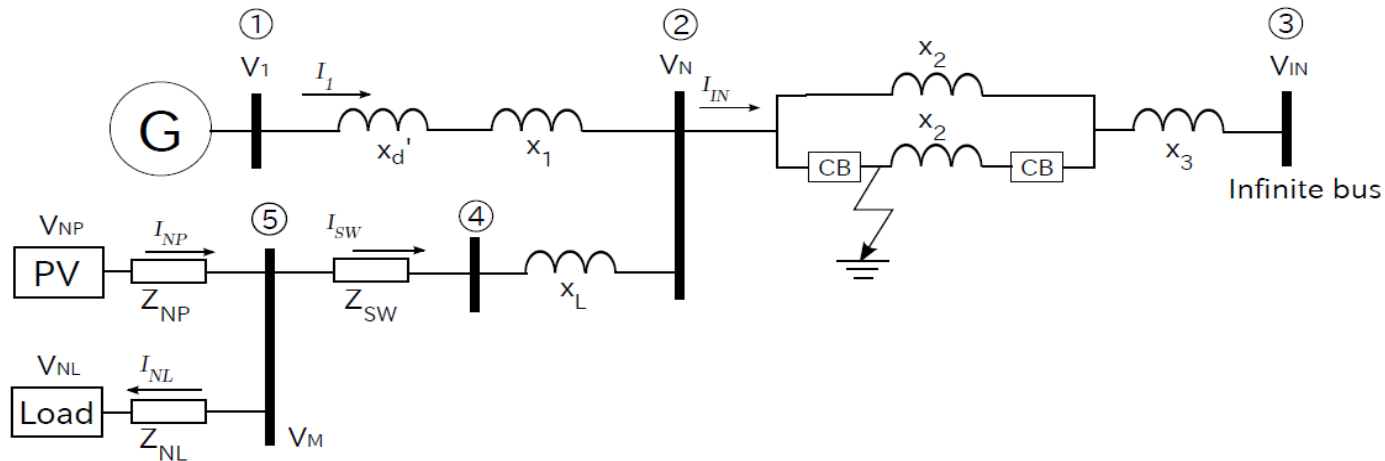 ① ② ③
V1 VN VIN
I1 IIN x2
G xd' x1 x2 x3
CB CB
Infinite bus
⑤ ④
VNP INP ISW
PV ZNP ZSW xL
VNL INL
Load ZNL VM